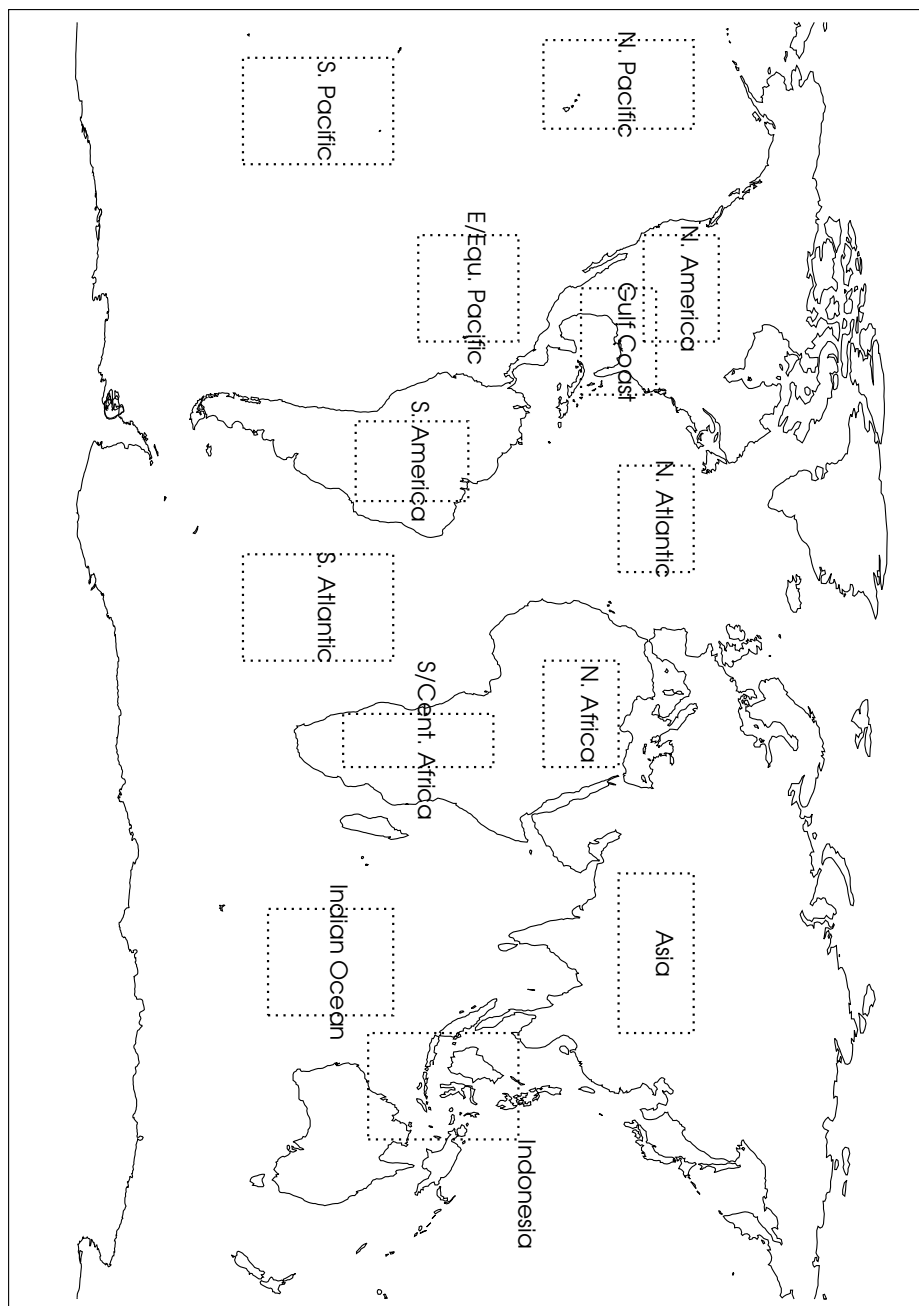 N. Pacific
S. Pacific
N. America
E/Equ. Pacific
Gulf Coast
S. America
N. Atlantic
S. Atlantic
N. Africa
S/Cent. Africa
Asia
Indian Ocean
Indonesia